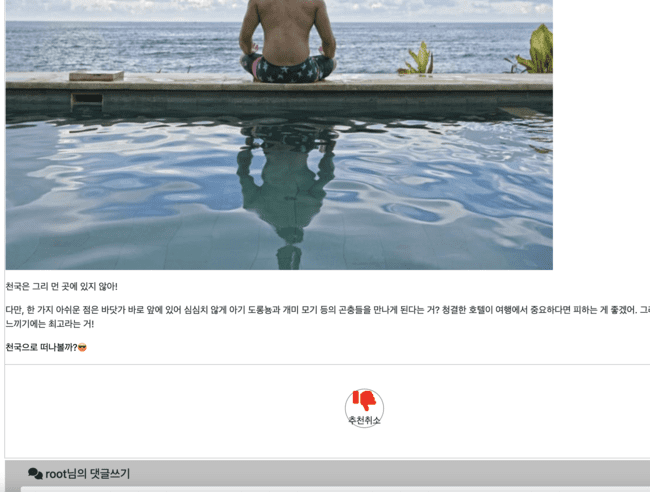 천국은 그리 먼 곳에 있지 않아!
다만, 한 가지 아쉬운 점은 바닷가 바로 앞에 있어 심심치 않게 아기 도롱뇽과 개미 모기 등의 곤충들을 만나게 된다는 거? 청결한 호텔이 여행에서 중요하다면 피하는 게 좋겠어.
느끼기에는 최고라는 거!
천국으로 떠나볼까?😎
추천취소
root님의 댓글쓰기